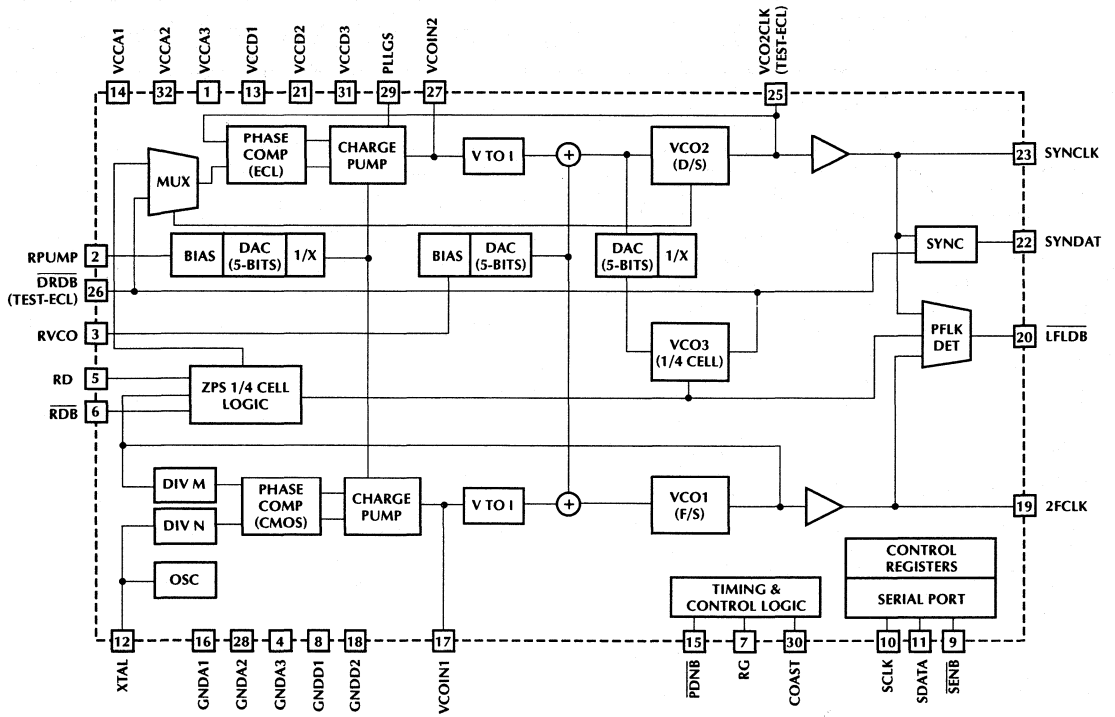 VCCA1
VCCA2
VCCA3
VCCD1
VCCD2
VCCD3
PLLGS
VCOIN2
VCO2CLK
(TEST-ECL)
14
32
1
13
21
31
29
27
25
PHASE
COMP
(ECL)
CHARGE
PUMP
V TO I
+
VCO2
(D/S)
23
SYNCLK
MUX
RPUMP
2
BIAS
DAC
(5-BITS)
1/X
BIAS
DAC
(5-BITS)
DAC
(5-BITS)
1/X
SYNC
22
SYNDAT
DRDB
(TEST-ECL)
26
RVCO
3
VCO3
(1/4 CELL)
PFLK
DET
20
LFLDB
RD
5
ZPS 1/4 CELL
LOGIC
RDB
6
DIV M
PHASE
COMP
(CMOS)
CHARGE
PUMP
V TO I
+
VCO1
(F/S)
19
2FCLK
DIV N
OSC
CONTROL
REGISTERS
TIMING &
CONTROL LOGIC
SERIAL PORT
12
16
28
4
8
18
17
15
7
30
10
11
9
XTAL
GNDA1
GNDA2
GNDA3
GNDD1
GNDD2
VCOIN1
PDNB
RG
COAST
SCLK
SDATA
SENB